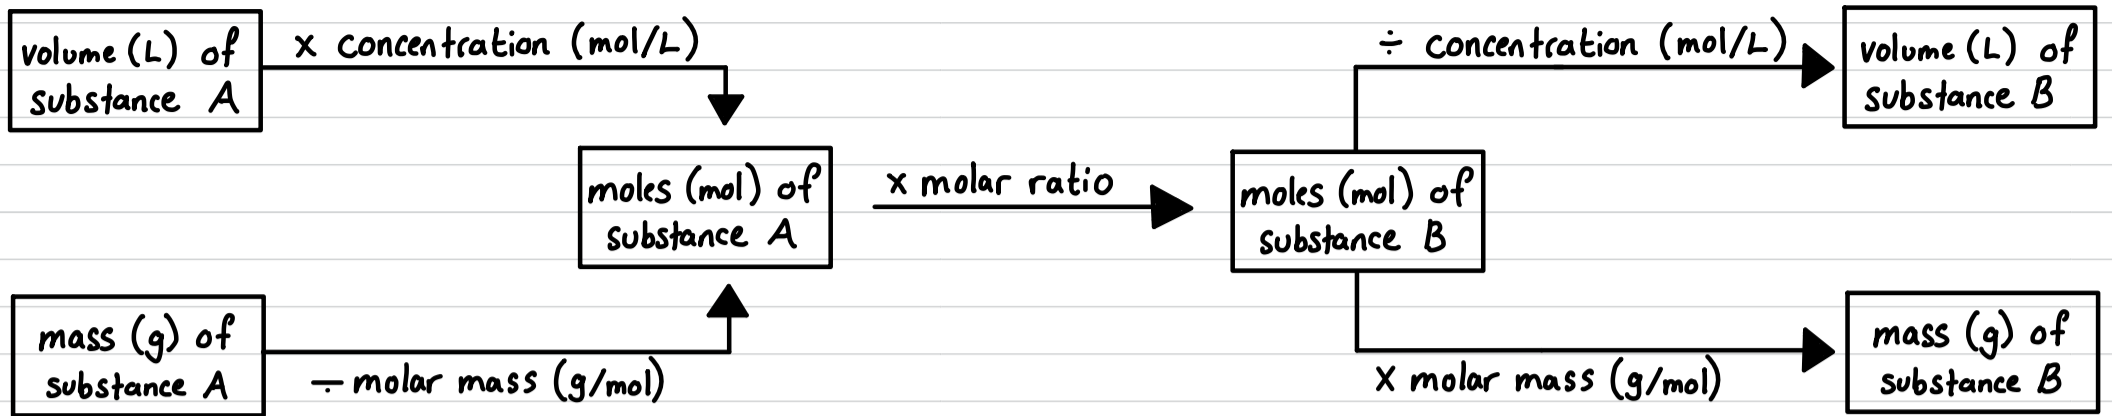 volume (L) of
substance A
x concentration (mol/L)
÷ concentration (mol/L)
volume (L) of
substance B
moles (mol) of
substance A
x molar ratio
moles (mol) of
substance B
mass (g) of
substance A
÷ molar mass (g/mol)
x molar mass (g/mol)
mass (g) of
substance B